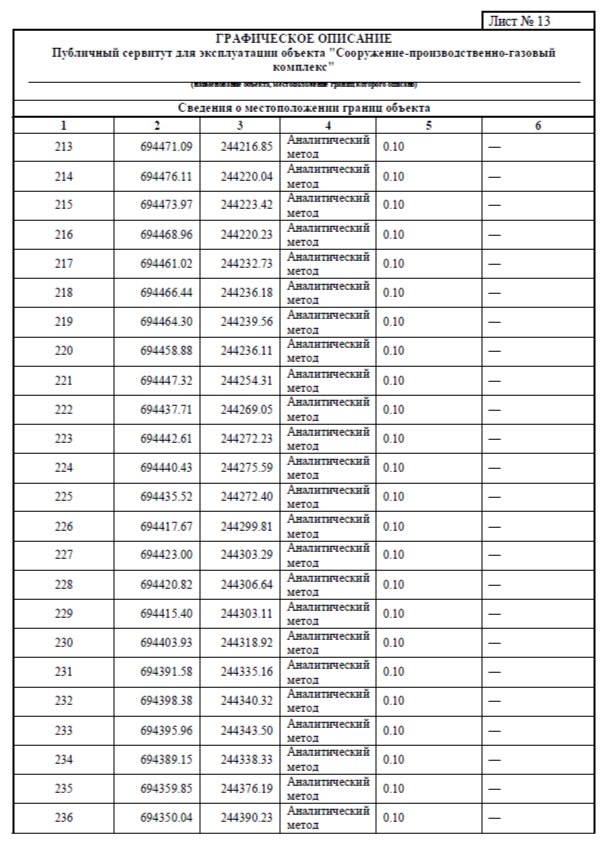 Лист № 13
ГРАФИЧЕСКОЕ ОПИСАНИЕ
Публичный сервитут для эксплуатации объекта "Сооружение-производственно-газовый
комплекс"
(наименование объекта, местоположение границ которого описано)
Сведения о местоположении границ объекта
1 2 3 4 5 6
213 694471.09 244216.85 Аналитический метод 0.10 —
214 694476.11 244220.04 Аналитический метод 0.10 —
215 694473.97 244223.42 Аналитический метод 0.10 —
216 694468.96 244220.23 Аналитический метод 0.10 —
217 694461.02 244232.73 Аналитический метод 0.10 —
218 694466.44 244236.18 Аналитический метод 0.10 —
219 694464.30 244239.56 Аналитический метод 0.10 —
220 694458.88 244236.11 Аналитический метод 0.10 —
221 694447.32 244254.31 Аналитический метод 0.10 —
222 694437.71 244269.05 Аналитический метод 0.10 —
223 694442.61 244272.23 Аналитический метод 0.10 —
224 694440.43 244275.59 Аналитический метод 0.10 —
225 694435.52 244272.40 Аналитический метод 0.10 —
226 694417.67 244299.81 Аналитический метод 0.10 —
227 694423.00 244303.29 Аналитический метод 0.10 —
228 694420.82 244306.64 Аналитический метод 0.10 —
229 694415.40 244303.11 Аналитический метод 0.10 —
230 694403.93 244318.92 Аналитический метод 0.10 —
231 694391.58 244335.16 Аналитический метод 0.10 —
232 694398.38 244340.32 Аналитический метод 0.10 —
233 694395.96 244343.50 Аналитический метод 0.10 —
234 694389.15 244338.33 Аналитический метод 0.10 —
235 694359.85 244376.19 Аналитический метод 0.10 —
236 694350.04 244390.23 Аналитический метод 0.10 —